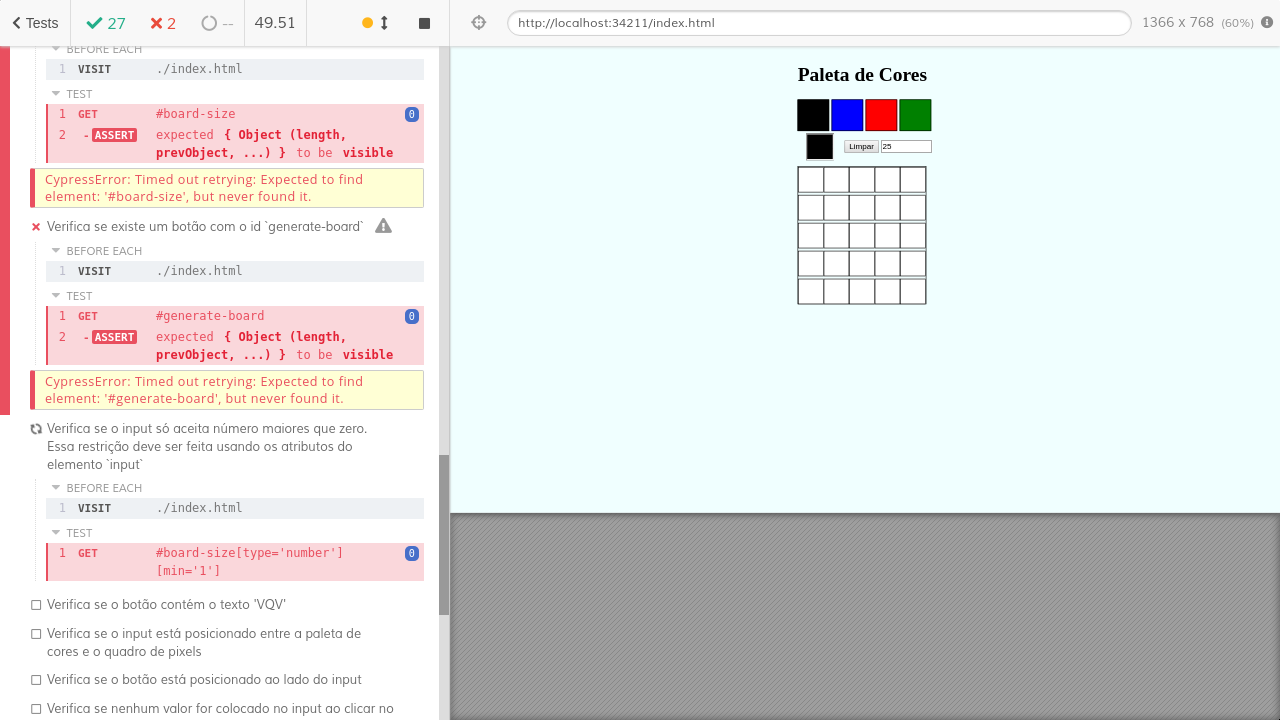 Tests
27
2
--
49.51
http://localhost:34211/index.html
1366 x 768 (60%)
BEFORE EACH
1 VISIT ./index.html
TEST
1 GET #board-size 0
2 -ASSERT expected { Object (length,
prevObject, ...) } to be visible
CypressError: Timed out retrying: Expected to find
element: '#board-size', but never found it.
Verifica se existe um botão com o id `generate-board`
BEFORE EACH
1 VISIT ./index.html
TEST
1 GET #generate-board 0
2 -ASSERT expected { Object (length,
prevObject, ...) } to be visible
CypressError: Timed out retrying: Expected to find
element: '#generate-board', but never found it.
Verifica se o input só aceita número maiores que zero.
Essa restrição deve ser feita usando os atributos do
elemento `input`
BEFORE EACH
1 VISIT ./index.html
TEST
1 GET #board-size[type='number'] 0
[min='1']
Verifica se o botão contém o texto 'VQV'
Verifica se o input está posicionado entre a paleta de
cores e o quadro de pixels
Verifica se o botão está posicionado ao lado do input
Verifica se nenhum valor for colocado no input ao clicar no
Paleta de Cores
Limpar 25